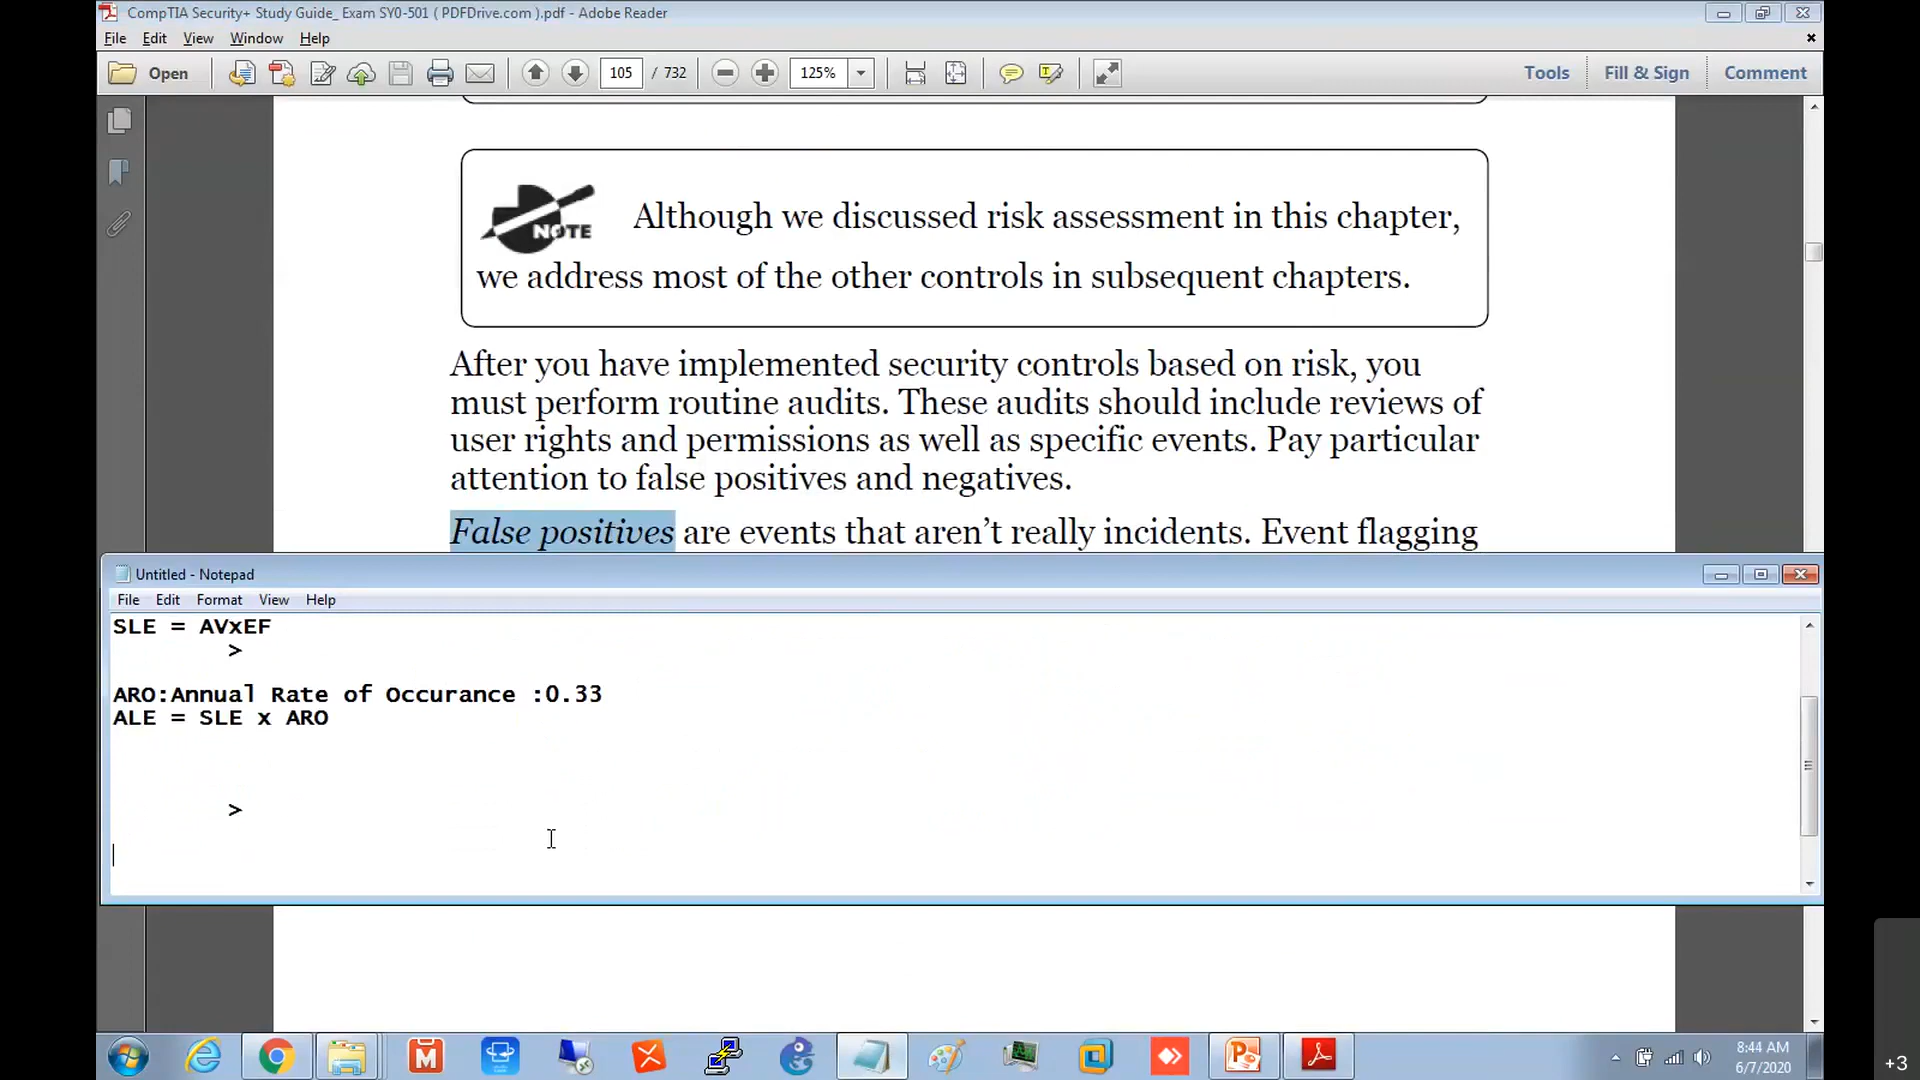 CompTIA Security+ Study Guide_ Exam SY0-501 ( PDFDrive.com ).pdf - Adobe Reader
File Edit View Window Help
Open 105 / 732 125% Tools Fill & Sign Comment
NOTE Although we discussed risk assessment in this chapter,
we address most of the other controls in subsequent chapters.
After you have implemented security controls based on risk, you
must perform routine audits. These audits should include reviews of
user rights and permissions as well as specific events. Pay particular
attention to false positives and negatives.
False positives are events that aren’t really incidents. Event flagging
Untitled - Notepad
File Edit Format View Help
SLE = AVxEF
>
ARO:Annual Rate of Occurance :0.33
ALE = SLE x ARO
>
8:44 AM
6/7/2020
+3